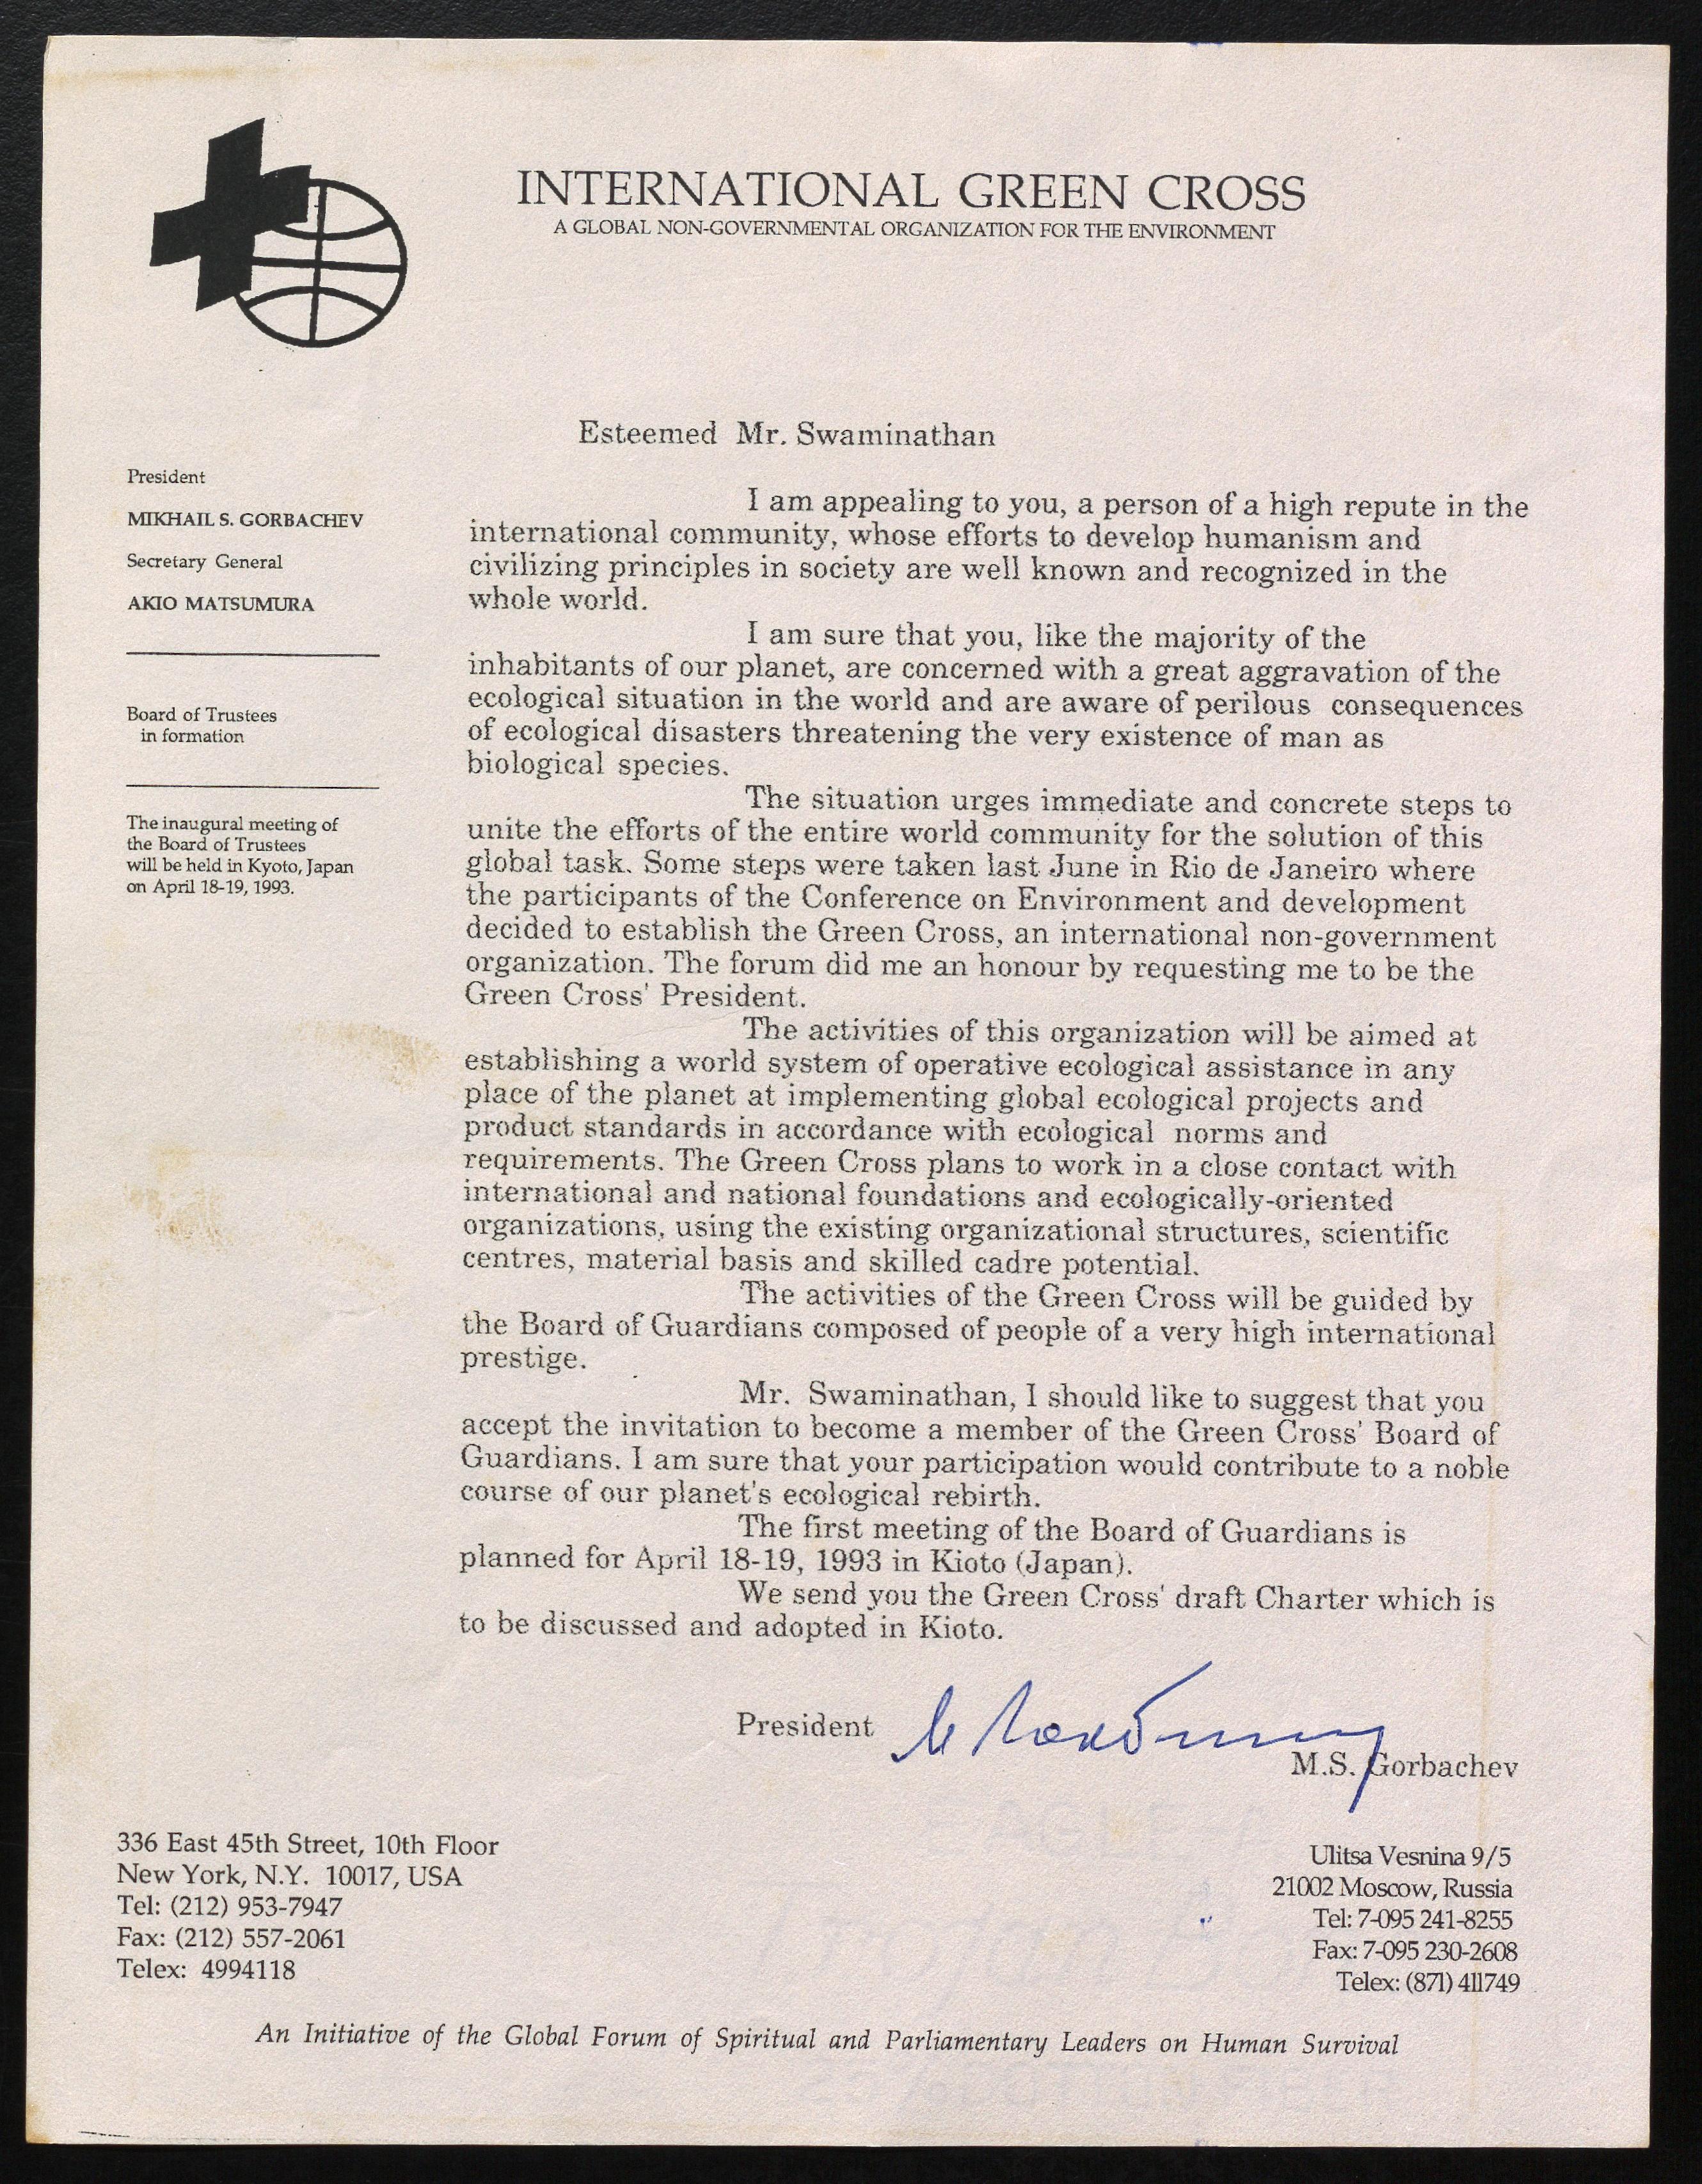 INTERNATIONAL GREEN CROSS
A GLOBAL NON-GOVERNMENTAL ORGANIZATION FOR THE ENVIRONMENT
President
MIKHAIL S. GORBACHEV
Secretary General
AKIO MATSUMURA
Board of Trustees
in formation
The inaugural meeting of
the Board of Trustees
will be held in Kyoto, Japan
on April 18-19, 1993.
Esteemed Mr. Swaminathan
I am appealing to you, a person of a high repute in the
international community, whose efforts to develop humanism and
civilizing principles in society are well known and recognized in the
whole world.
I am sure that you, like the majority of the
inhabitants of our planet, are concerned with a great aggravation of the
ecological situation in the world and are aware of perilous consequences
of ecological disasters threatening the very existence of man as
biological species.
The situation urges immediate and concrete steps to
unite the efforts of the entire world community for the solution of this
global task. Some steps were taken last June in Rio de Janeiro where
the participants of the Conference on Environment and development
decided to establish the Green Cross, an international non-government
organization. The forum did me an honour by requesting me to be the
Green Cross' President.
The activities of this organization will be aimed at
establishing a world system of operative ecological assistance in any
place of the planet at implementing global ecological projects and
product standards in accordance with ecological norms and
requirements. The Green Cross plans to work in a close contact with
international and national foundations and ecologically-oriented
organizations, using the existing organizational structures, scientific
centres, material basis and skilled cadre potential.
The activities of the Green Cross will be guided by
the Board of Guardians composed of people of a very high international
prestige.
Mr. Swaminathan, I should like to suggest that you
accept the invitation to become a member of the Green Cross' Board of
Guardians. I am sure that your participation would contribute to a noble
course of our planet's ecological rebirth.
The first meeting of the Board of Guardians is
planned for April 18-19, 1993 in Kioto (Japan).
We send you the Green Cross' draft Charter which is
to be discussed and adopted in Kioto.
President
M.S. Gorbachev
336 East 45th Street, 10th Floor
New York, N.Y. 10017, USA
Tel: (212) 953-7947
Fax: (212) 557-2061
Telex: 4994118
Ulitsa Vesnina 9/5
21002 Moscow, Russia
Tel: 7-095 241-8255
Fax: 7-095 230-2608
Telex: (871) 411749
An Initiative of the Global Forum of Spiritual and Parliamentary Leaders on Human Survival